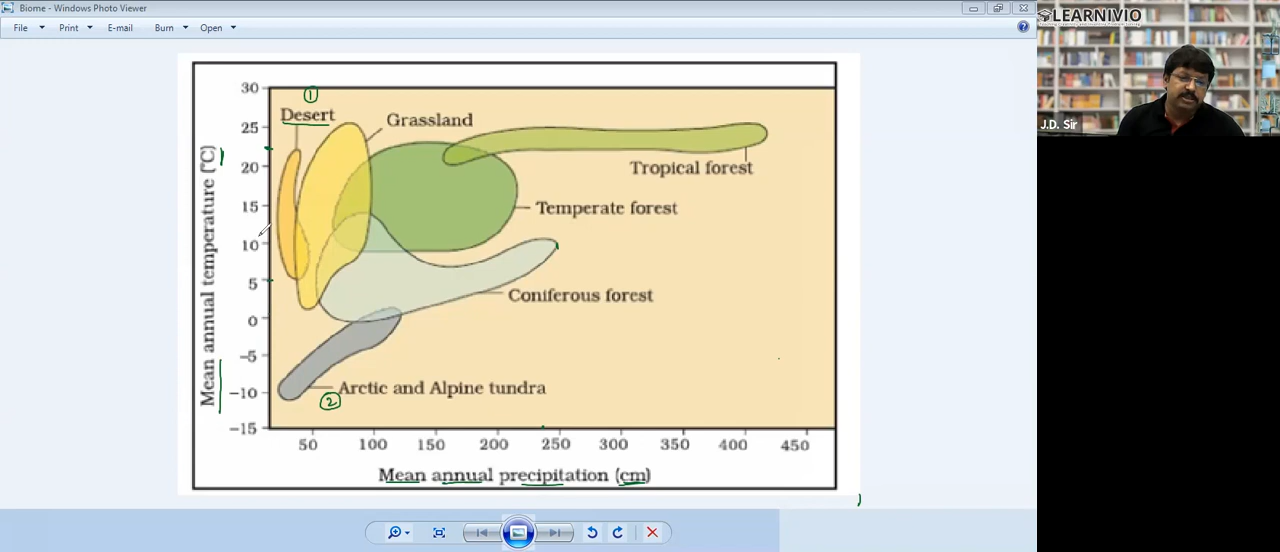 Biome - Windows Photo Viewer
File Print E-mail Burn Open
LEARNIVIO
J.D. Sir
30
25
20
15
10
5
0
-5
-10
-15
Mean annual temperature (°C)
1
Desert
Grassland
Tropical forest
Temperate forest
Coniferous forest
Arctic and Alpine tundra
2
50 100 150 200 250 300 350 400 450
Mean annual precipitation (cm)